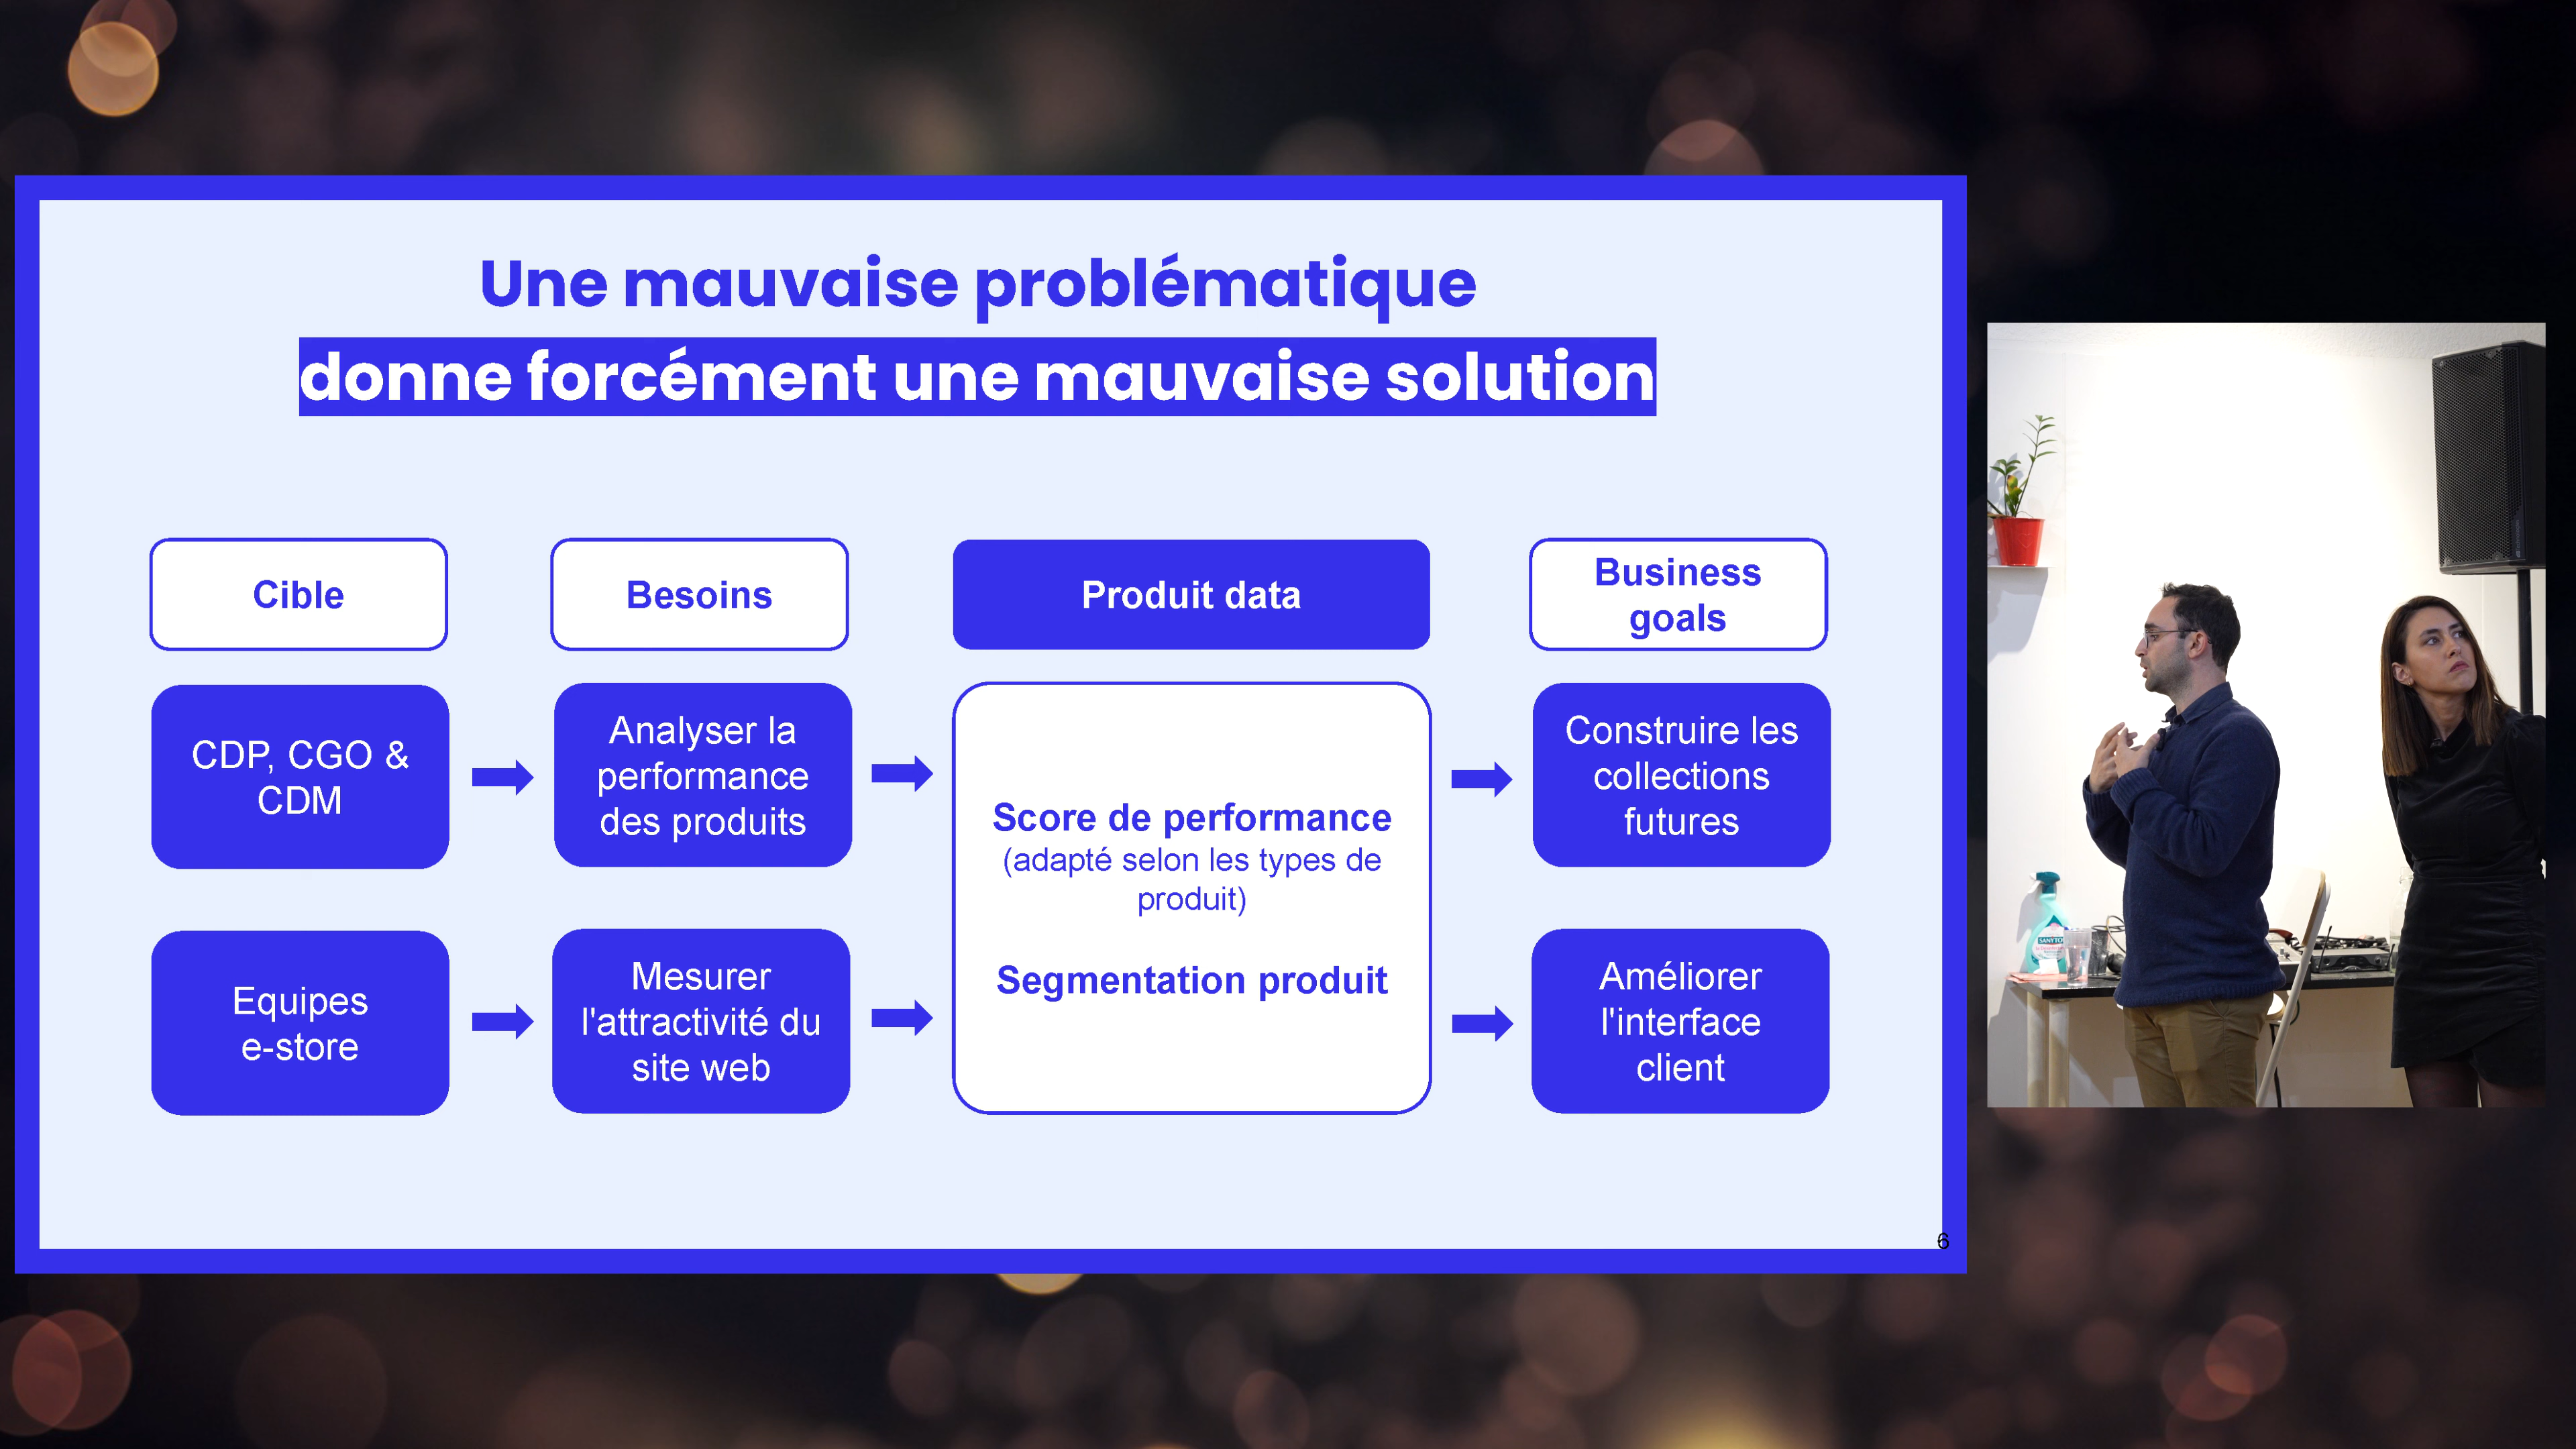 Une mauvaise problématique
donne forcément une mauvaise solution
Cible
Besoins
Produit data
Business
goals
CDP, CGO &
CDM
Analyser la
performance
des produits
Score de performance
(adapté selon les types de
produit)
Segmentation produit
Construire les
collections
futures
Equipes
e-store
Mesurer
l'attractivité du
site web
Améliorer
l'interface
client
6
SANYTOL